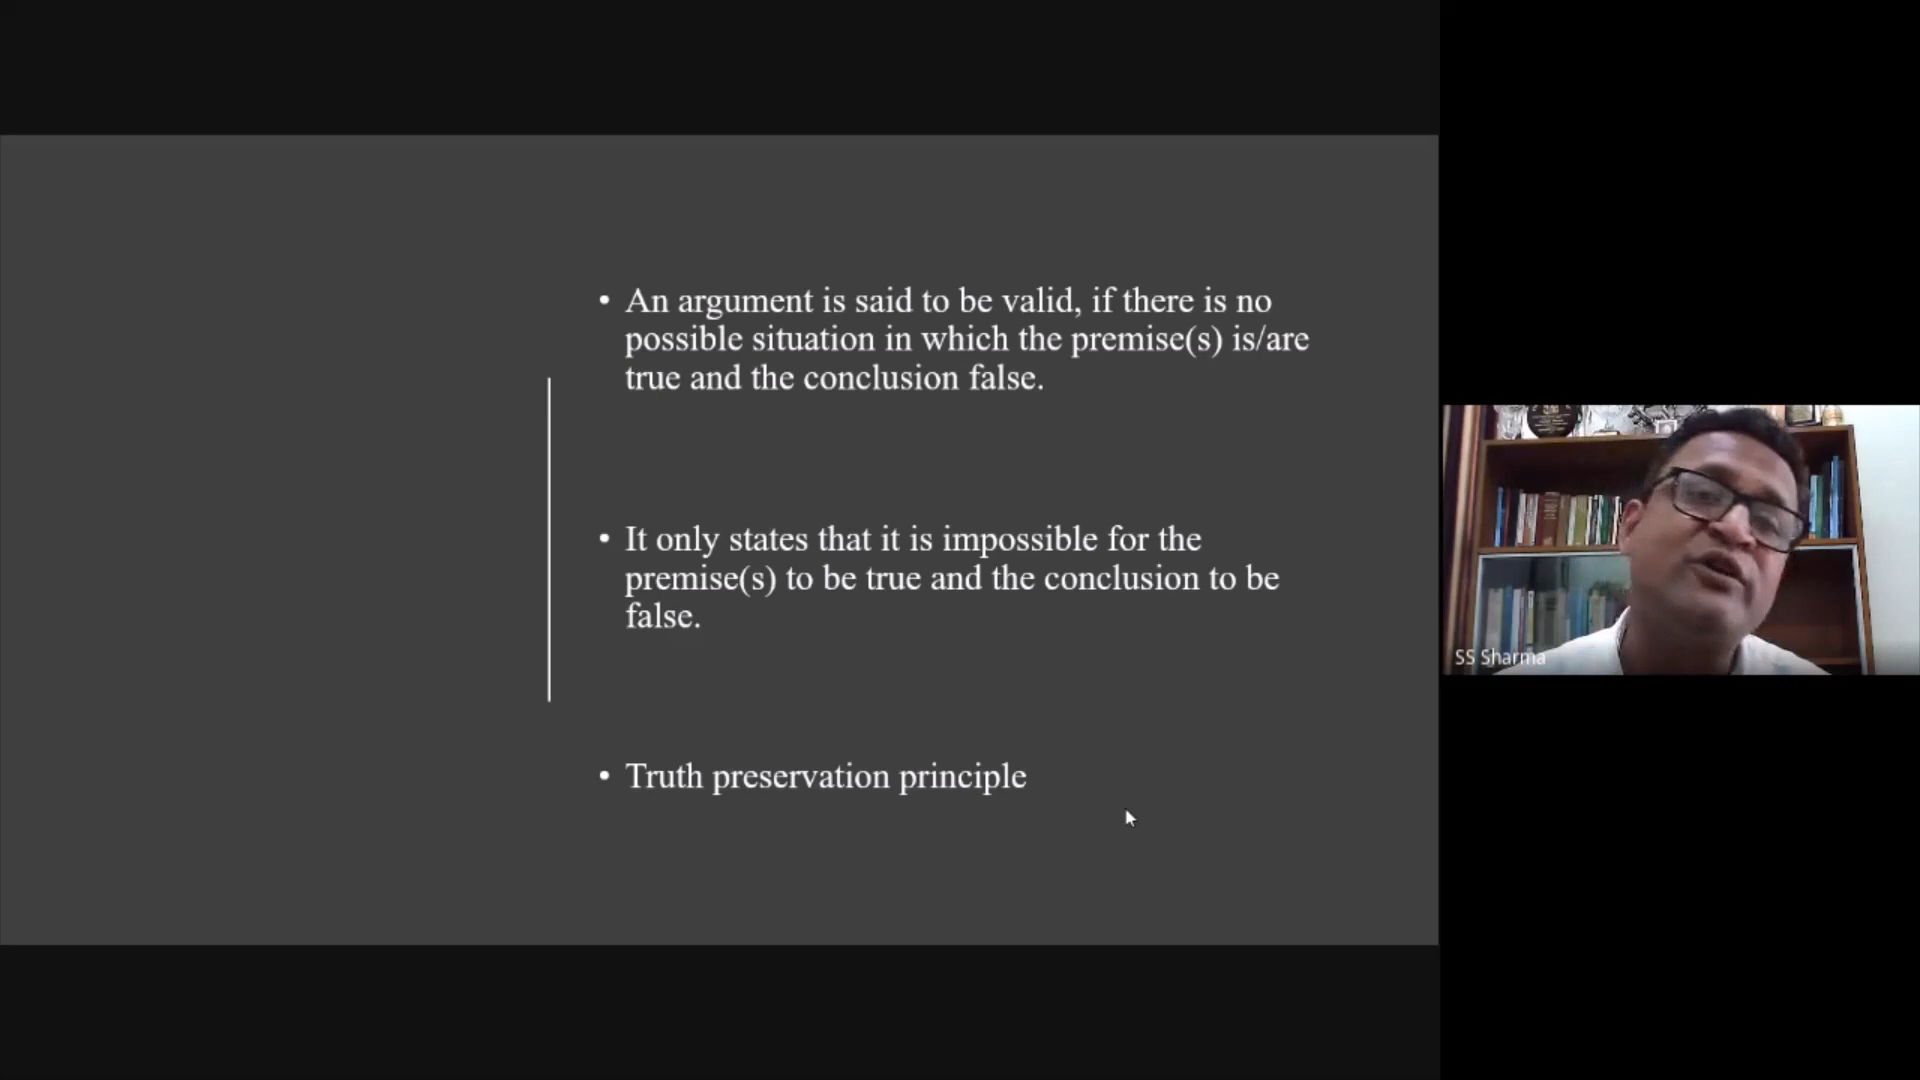 • An argument is said to be valid, if there is no
possible situation in which the premise(s) is/are
true and the conclusion false.
• It only states that it is impossible for the
premise(s) to be true and the conclusion to be
false.
• Truth preservation principle
SS Sharma